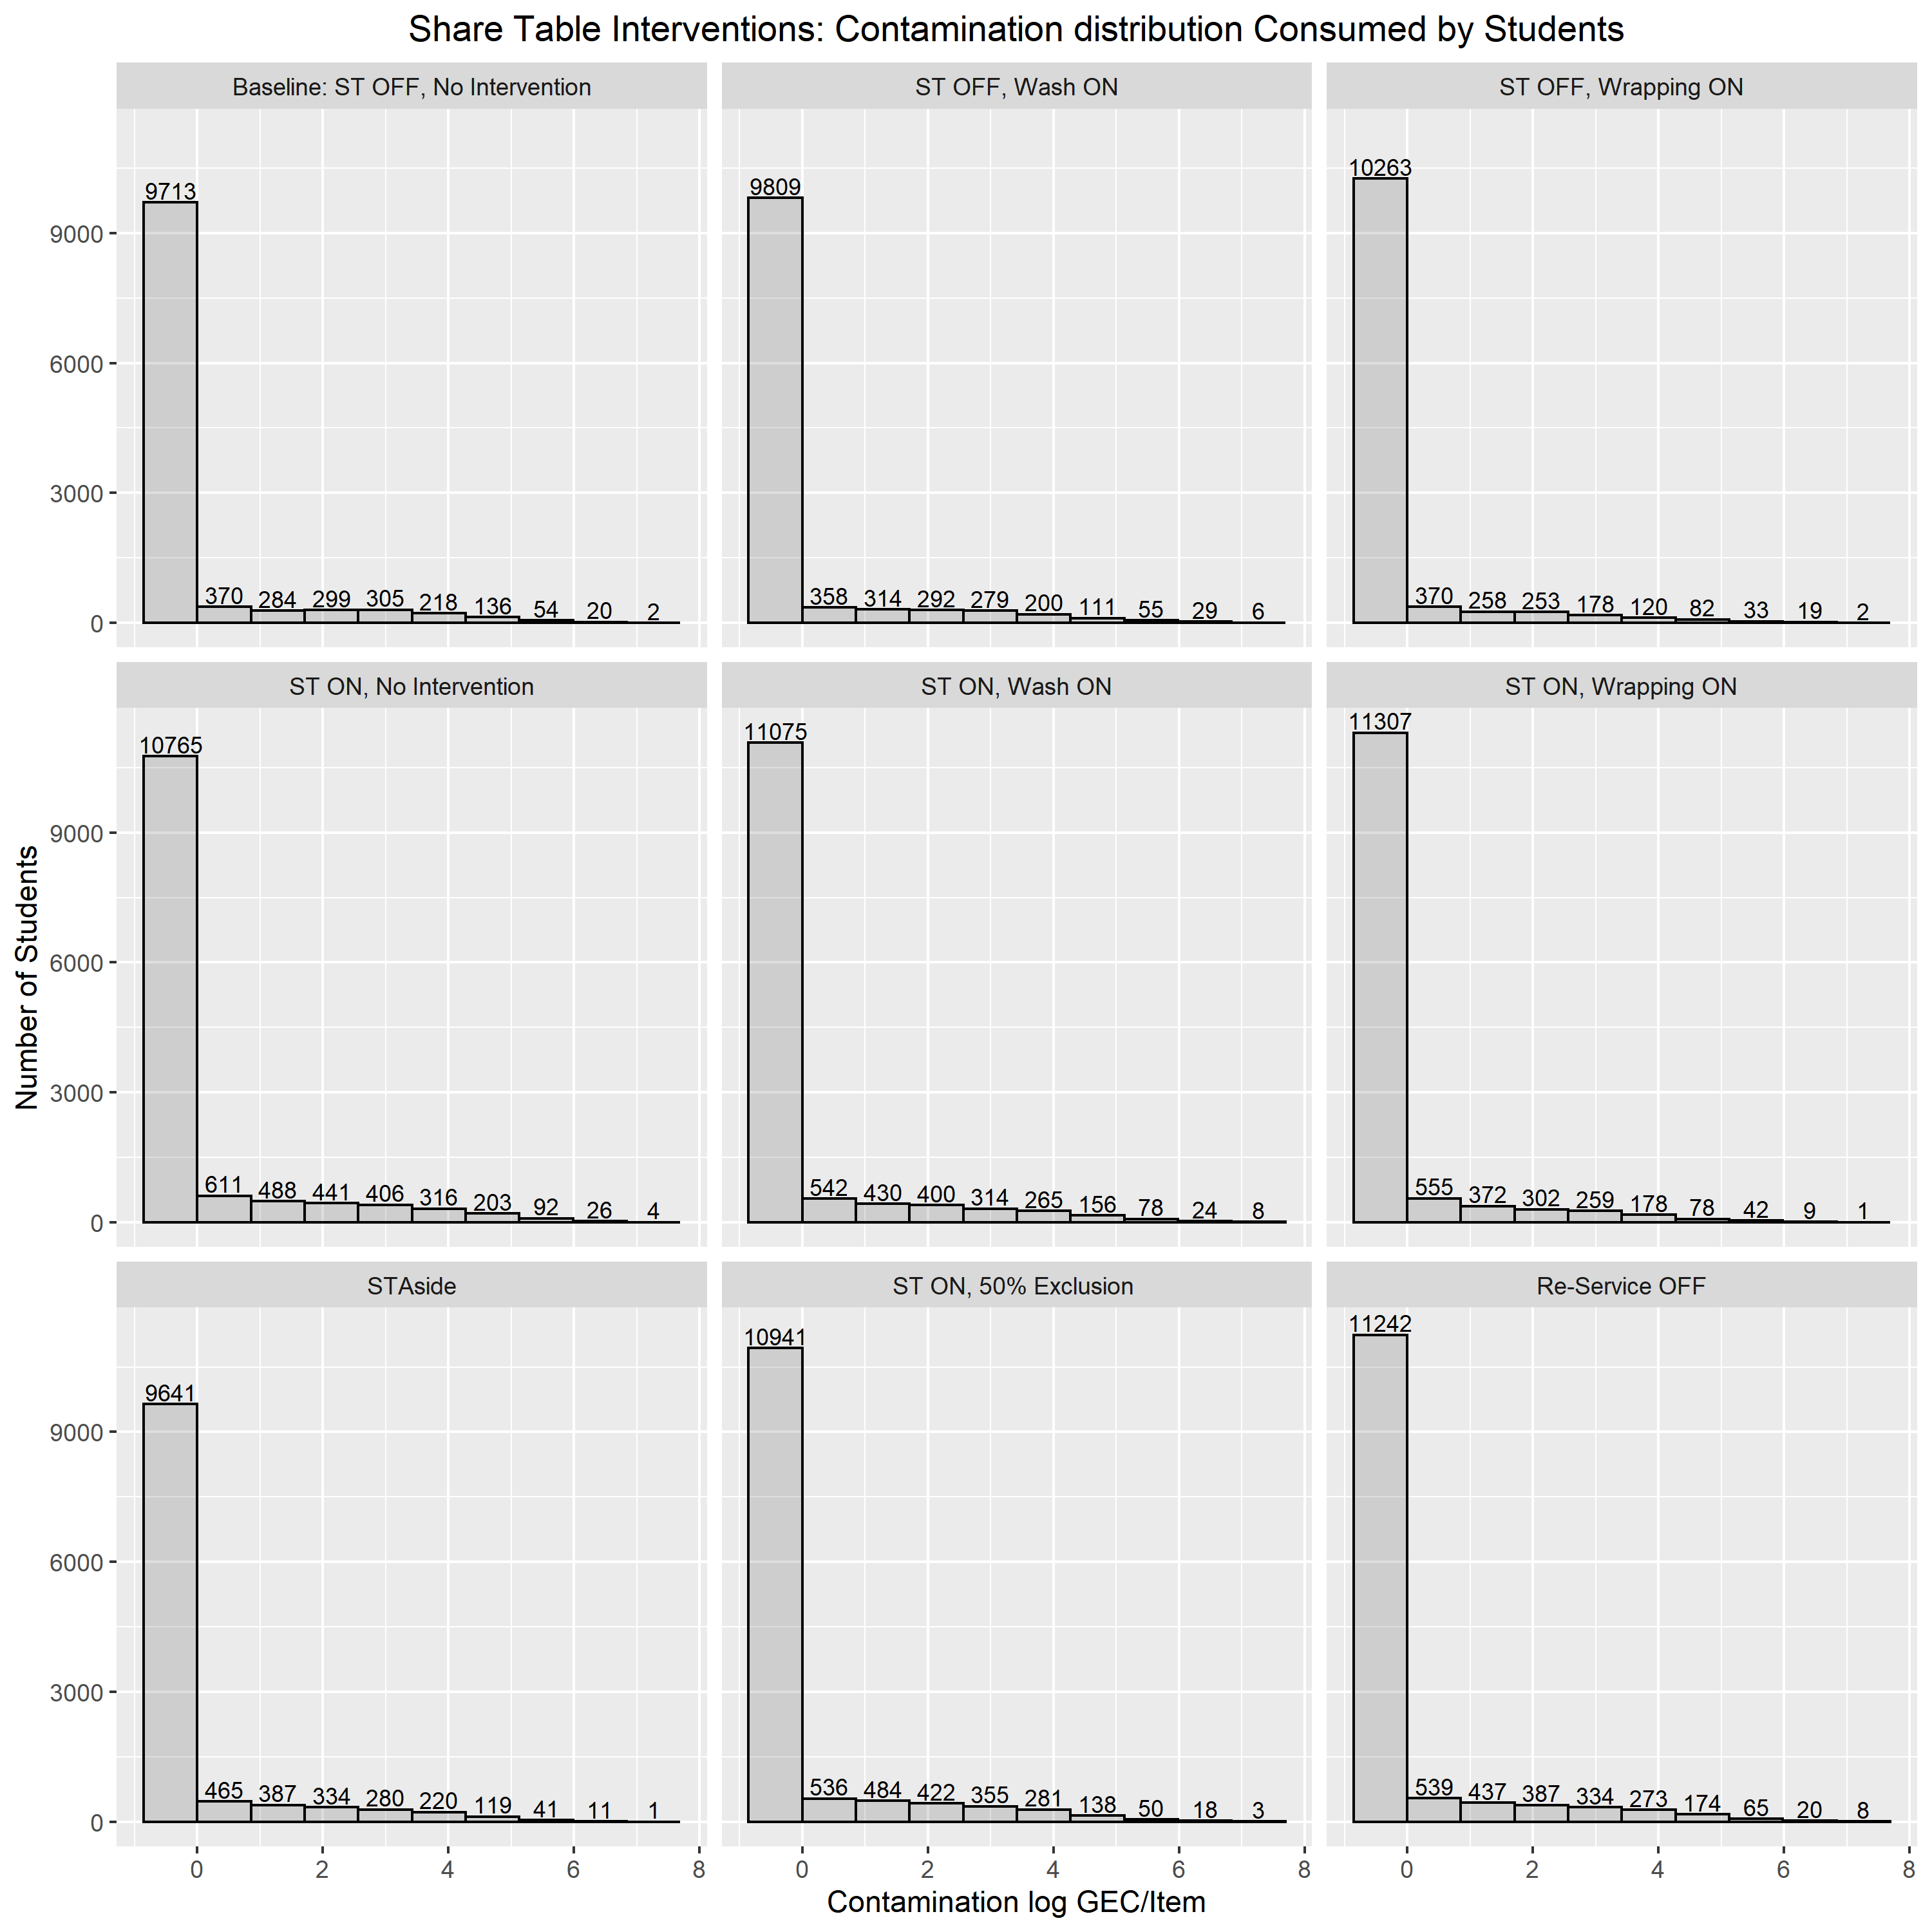 Share Table Interventions: Contamination distribution Consumed by Students
Baseline: ST OFF, No Intervention
ST OFF, Wash ON
ST OFF, Wrapping ON
9713
370 284 299 305 218 136 54 20 2
9809
358 314 292 279 200 111 55 29 6
10263
370 258 253 178 120 82 33 19 2
9000
6000
3000
0
ST ON, No Intervention
ST ON, Wash ON
ST ON, Wrapping ON
10765
611 488 441 406 316 203 92 26 4
11075
542 430 400 314 265 156 78 24 8
11307
555 372 302 259 178 78 42 9 1
9000
6000
3000
0
Number of Students
STAside
ST ON, 50% Exclusion
Re-Service OFF
9641
465 387 334 280 220 119 41 11 1
10941
536 484 422 355 281 138 50 18 3
11242
539 437 387 334 273 174 65 20 8
9000
6000
3000
0
0 2 4 6 8
0 2 4 6 8
0 2 4 6 8
Contamination log GEC/Item